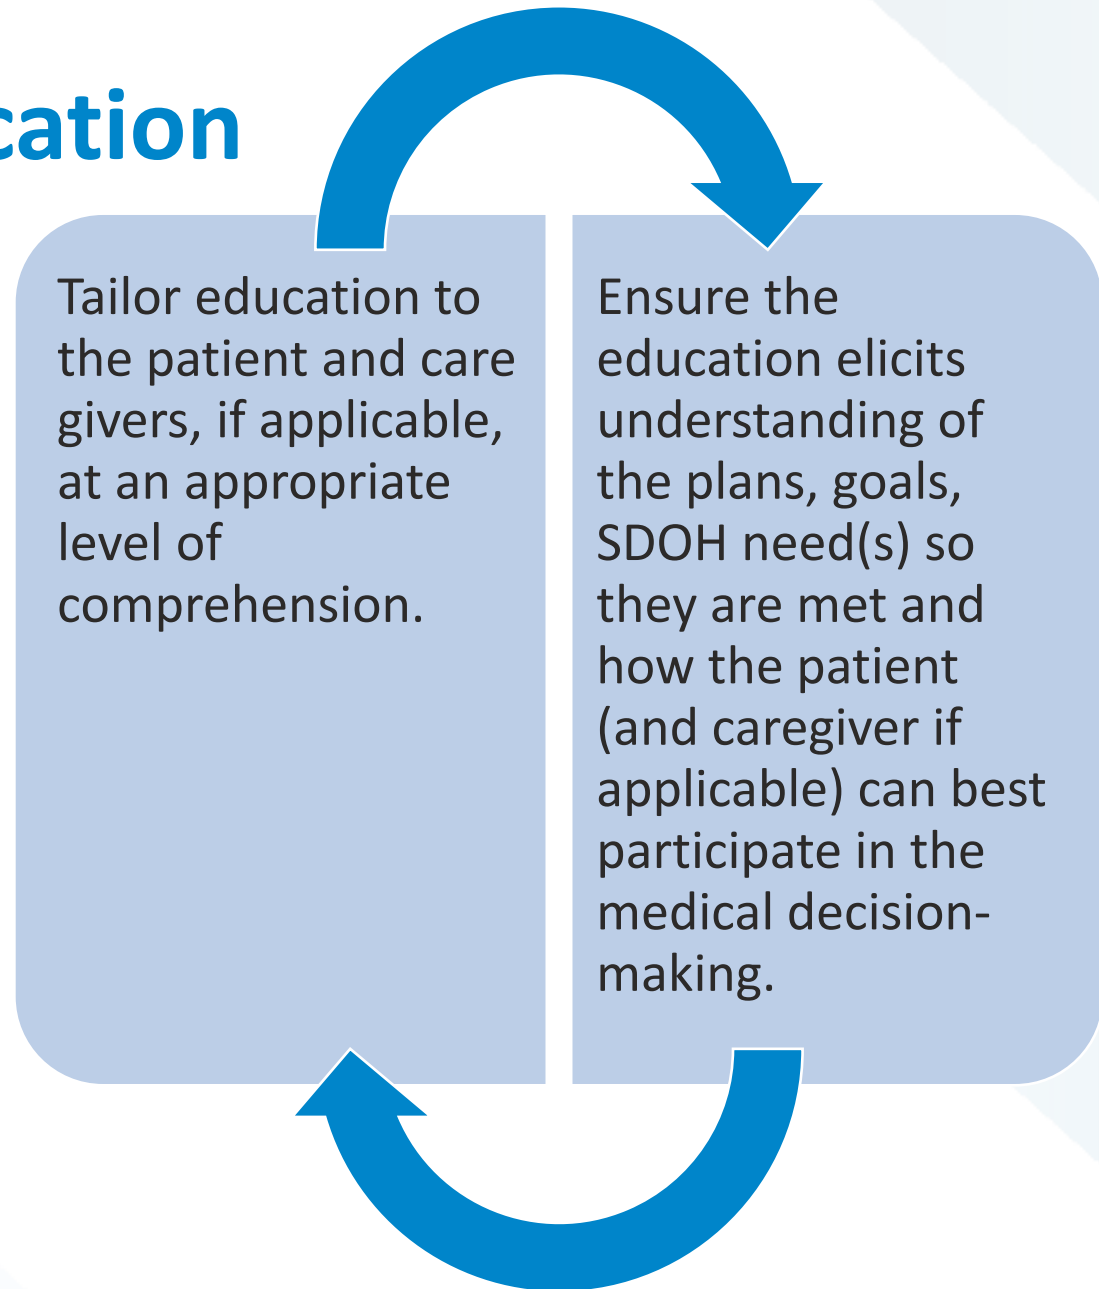 cation
Tailor education to
the patient and care
givers, if applicable,
at an appropriate
level of
comprehension.
Ensure the
education elicits
understanding of
the plans, goals,
SDOH need(s) so
they are met and
how the patient
(and caregiver if
applicable) can best
participate in the
medical decision-
making.